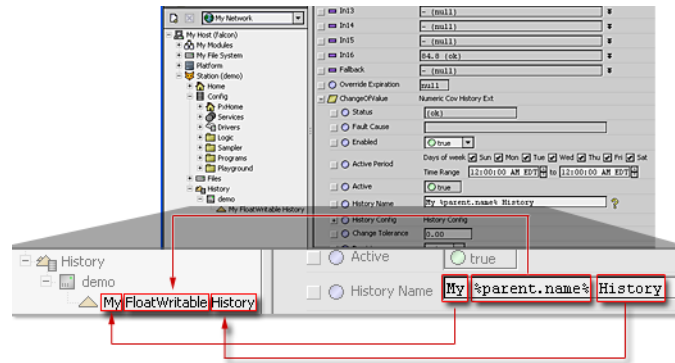 My Network
My Host (falcon)
My Modules
My File System
Platform
Station (demo)
Home
Config
PxHome
Services
Drivers
Logic
Sampler
Programs
Playground
Files
History
demo
My FloatWritable History
In13 - (null)
In14 - (null)
In15 - (null)
In16 84.8 (ok)
Fallback - (null)
Override Expiration null
ChangeOfValue Numeric Cov History Ext
Status (ok)
Fault Cause
Enabled true
Active Period Days of week Sun Mon Tue Wed Thu Fri Sat
Time Range 12:00:00 AM EDT to 12:00:00 AM EDT
Active true
History Name My %parent.name% History
History Config History Config
Change Tolerance 0.00
History
demo
My FloatWritable History
Active true
History Name My %parent.name% History